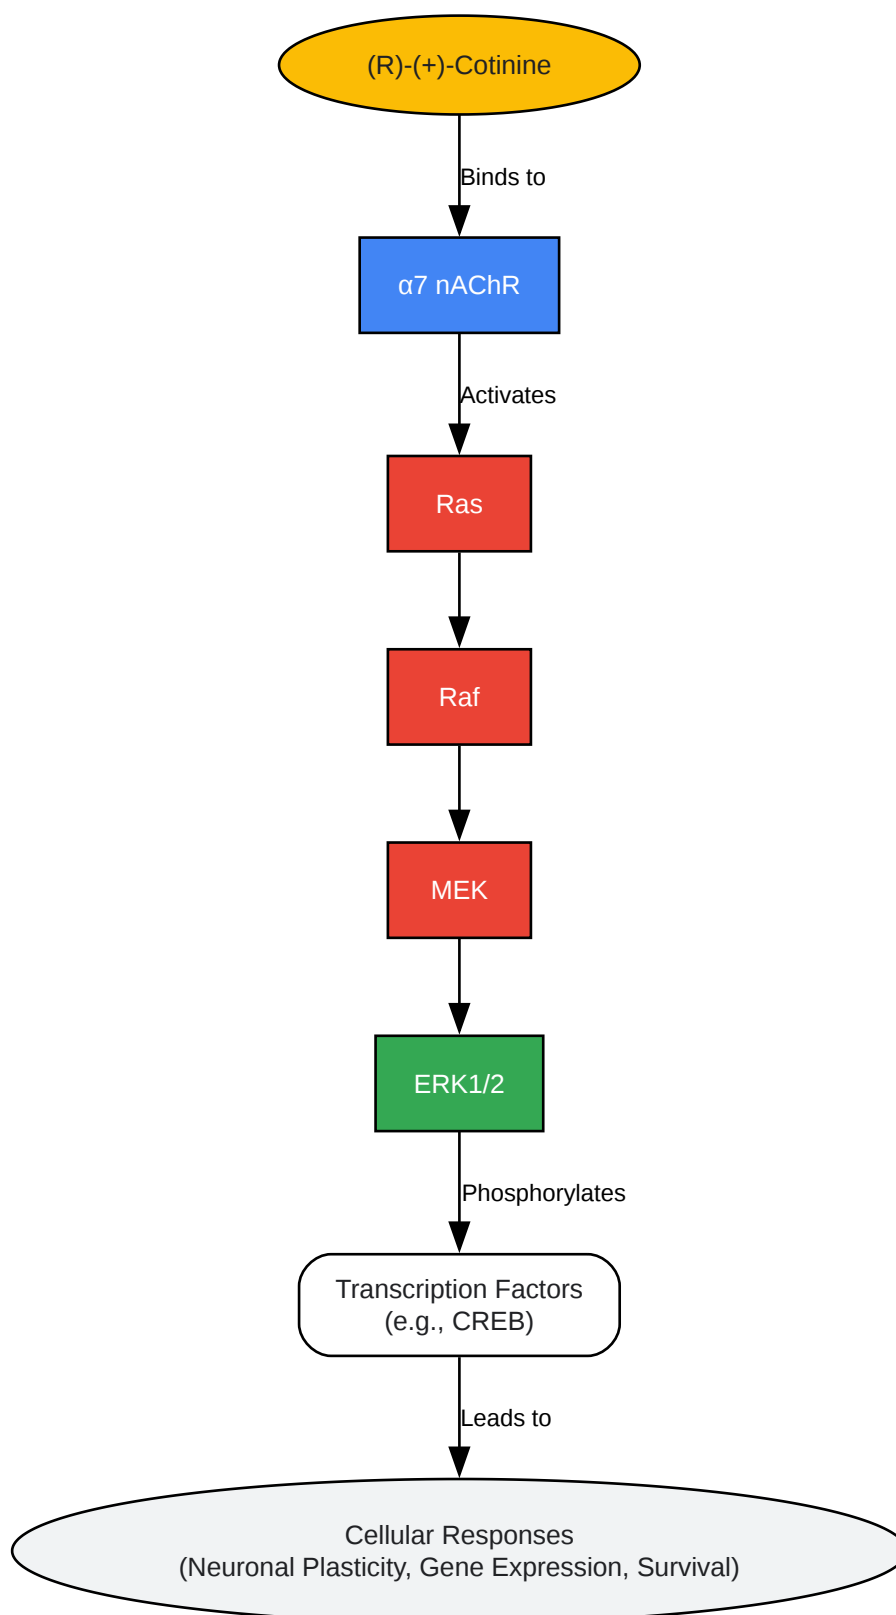 (R)-(+)-Cotinine
Binds to
α7 nAChR
Activates
Ras
Raf
MEK
ERK1/2
Phosphorylates
Transcription Factors
(e.g., CREB)
Leads to
Cellular Responses
(Neuronal Plasticity, Gene Expression, Survival)